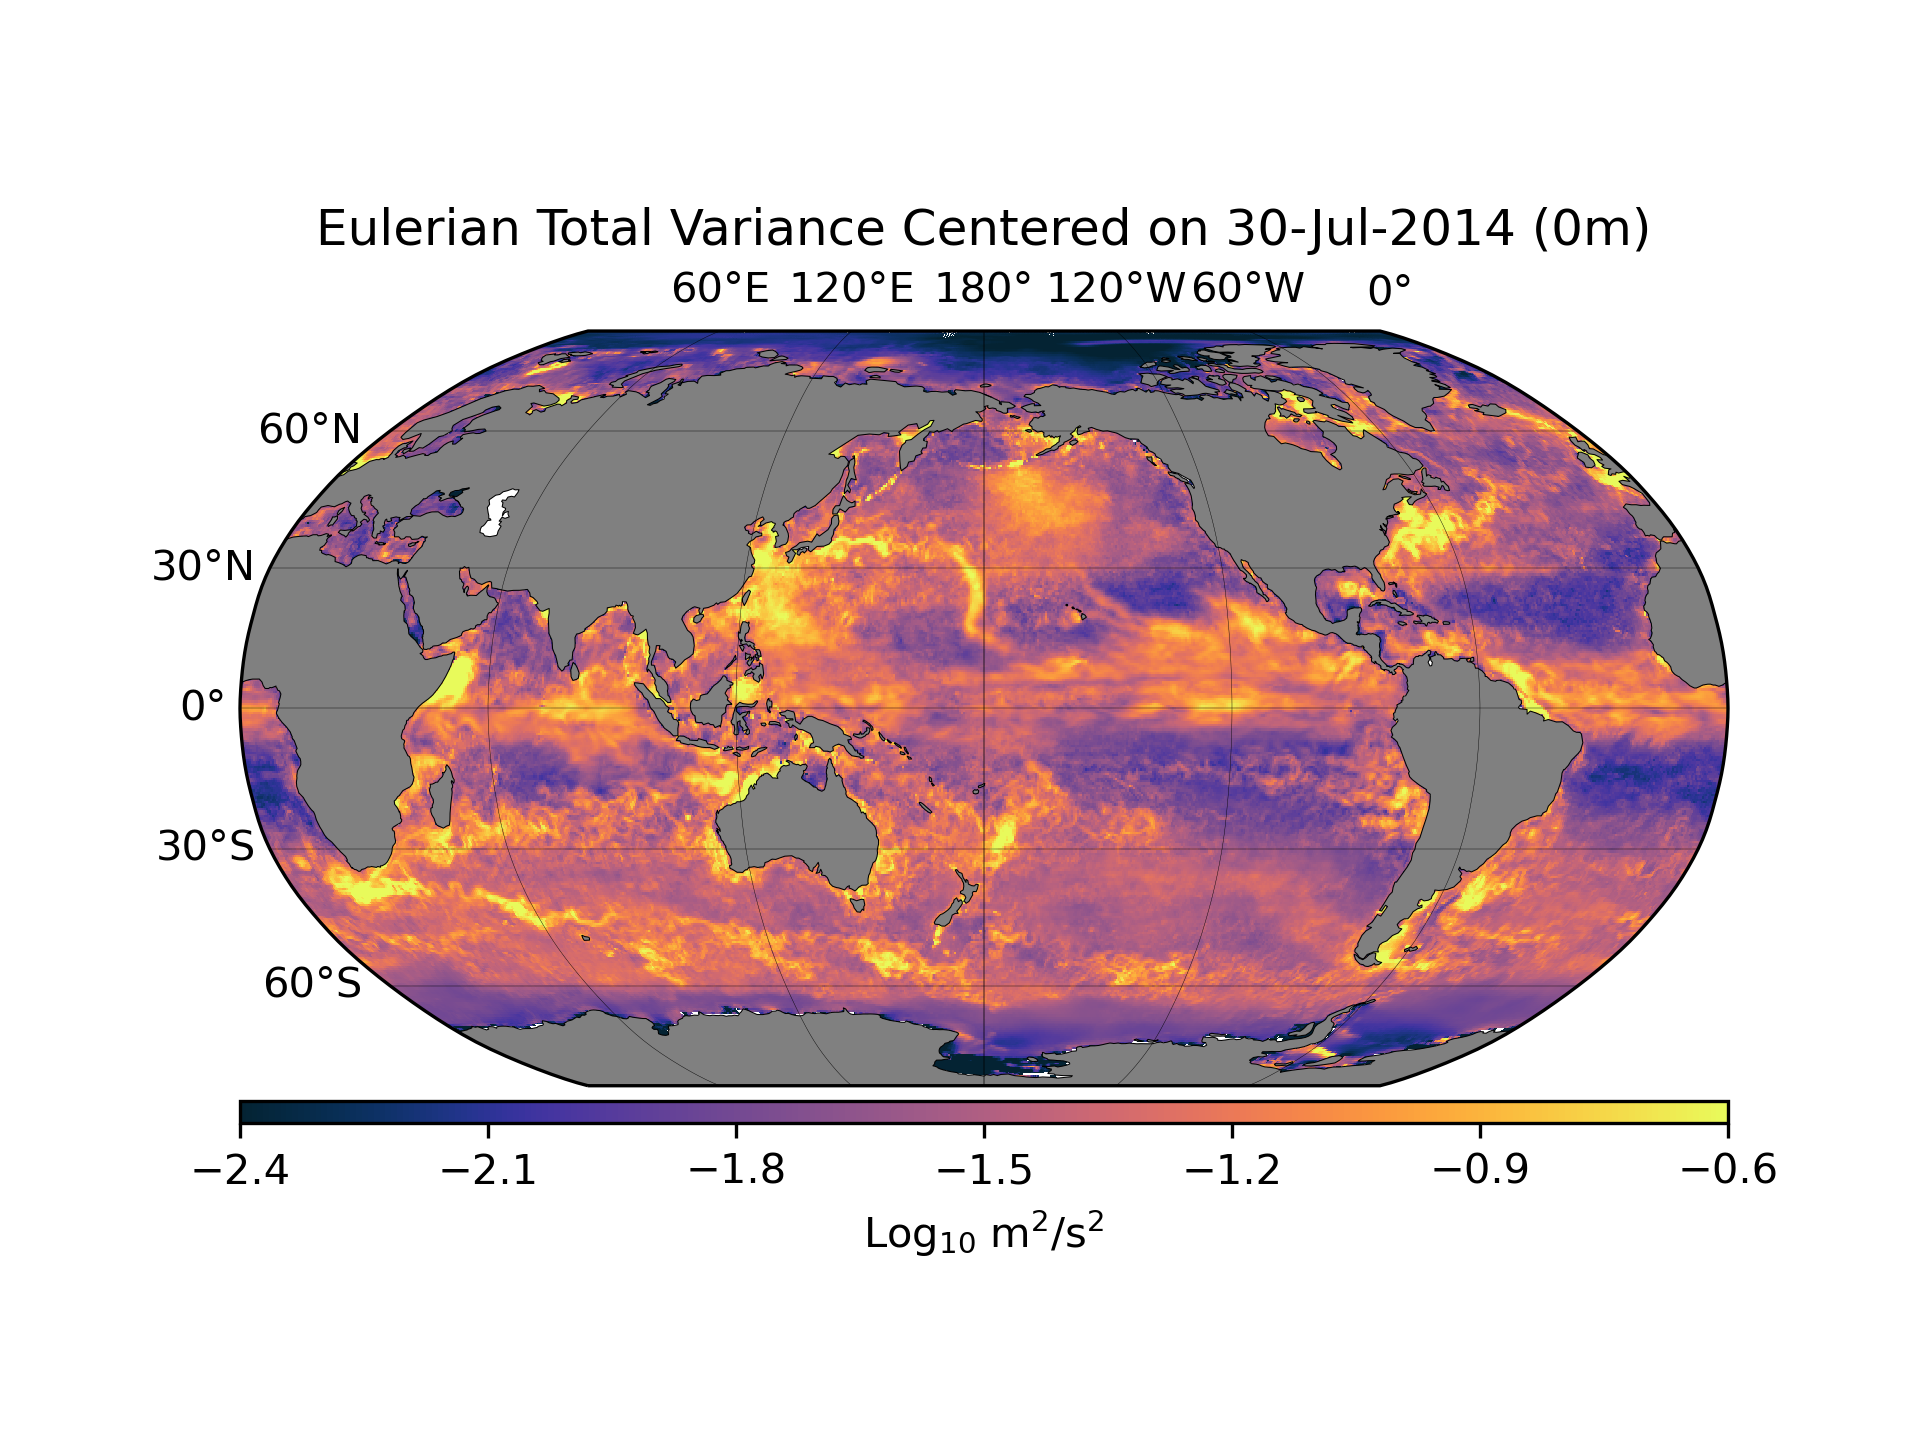 Eulerian Total Variance Centered on 30-Jul-2014 (0m)
60°E 120°E 180° 120°W 60°W 0°
60°N
30°N
0°
30°S
60°S
−2.4 −2.1 −1.8 −1.5 −1.2 −0.9 −0.6
Log₁₀ m²/s²